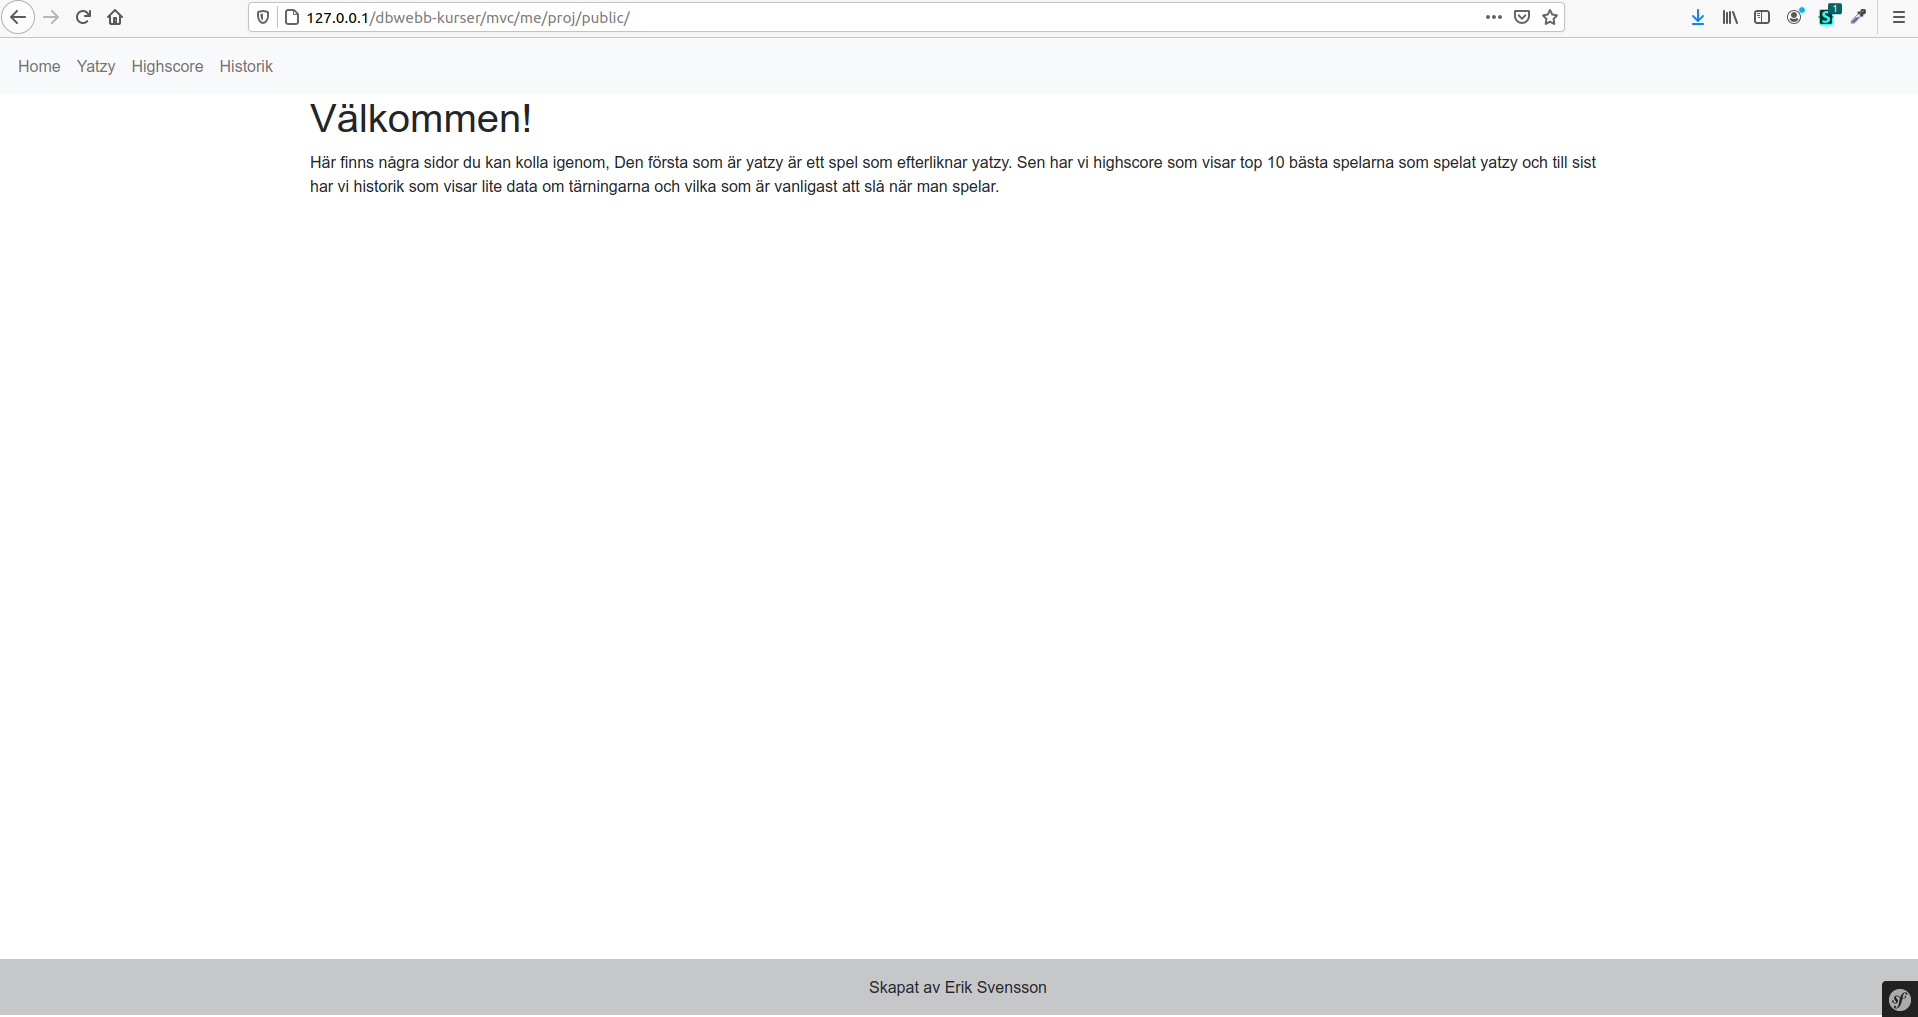 127.0.0.1/dbwebb-kurser/mvc/me/proj/public/
1
Home Yatzy Highscore Historik
Välkommen!
Här finns några sidor du kan kolla igenom, Den första som är yatzy är ett spel som efterliknar yatzy. Sen har vi highscore som visar top 10 bästa spelarna som spelat yatzy och till sist
har vi historik som visar lite data om tärningarna och vilka som är vanligast att slå när man spelar.
Skapat av Erik Svensson
sf